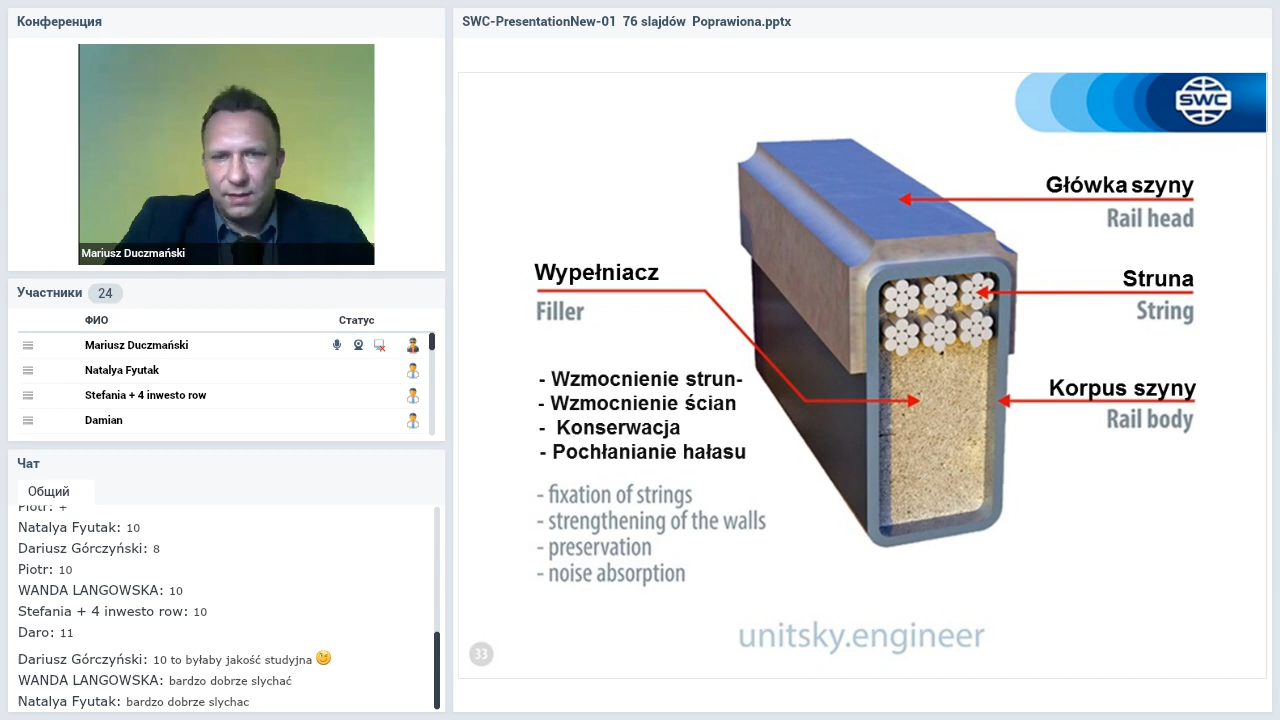 Конференция
Mariusz Duczmański
Участники 24
ФИО Статус
Mariusz Duczmański
Natalya Fyutak
Stefania + 4 inwesto row
Damian
Чат
Общий
Piotr: +
Natalya Fyutak: 10
Dariusz Górczyński: 8
Piotr: 10
WANDA LANGOWSKA: 10
Stefania + 4 inwesto row: 10
Daro: 11
Dariusz Górczyński: 10 to byłaby jakość studyjna
WANDA LANGOWSKA: bardzo dobrze slychać
Natalya Fyutak: bardzo dobrze slychac
SWC-PresentationNew-01 76 slajdów Poprawiona.pptx
SWC
Główka szyny
Rail head
Wypełniacz
Filler
Struna
String
Korpus szyny
Rail body
- Wzmocnienie strun-
- Wzmocnienie ścian
- Konserwacja
- Pochłanianie hałasu
- fixation of strings
- strengthening of the walls
- preservation
- noise absorption
unitsky.engineer
33